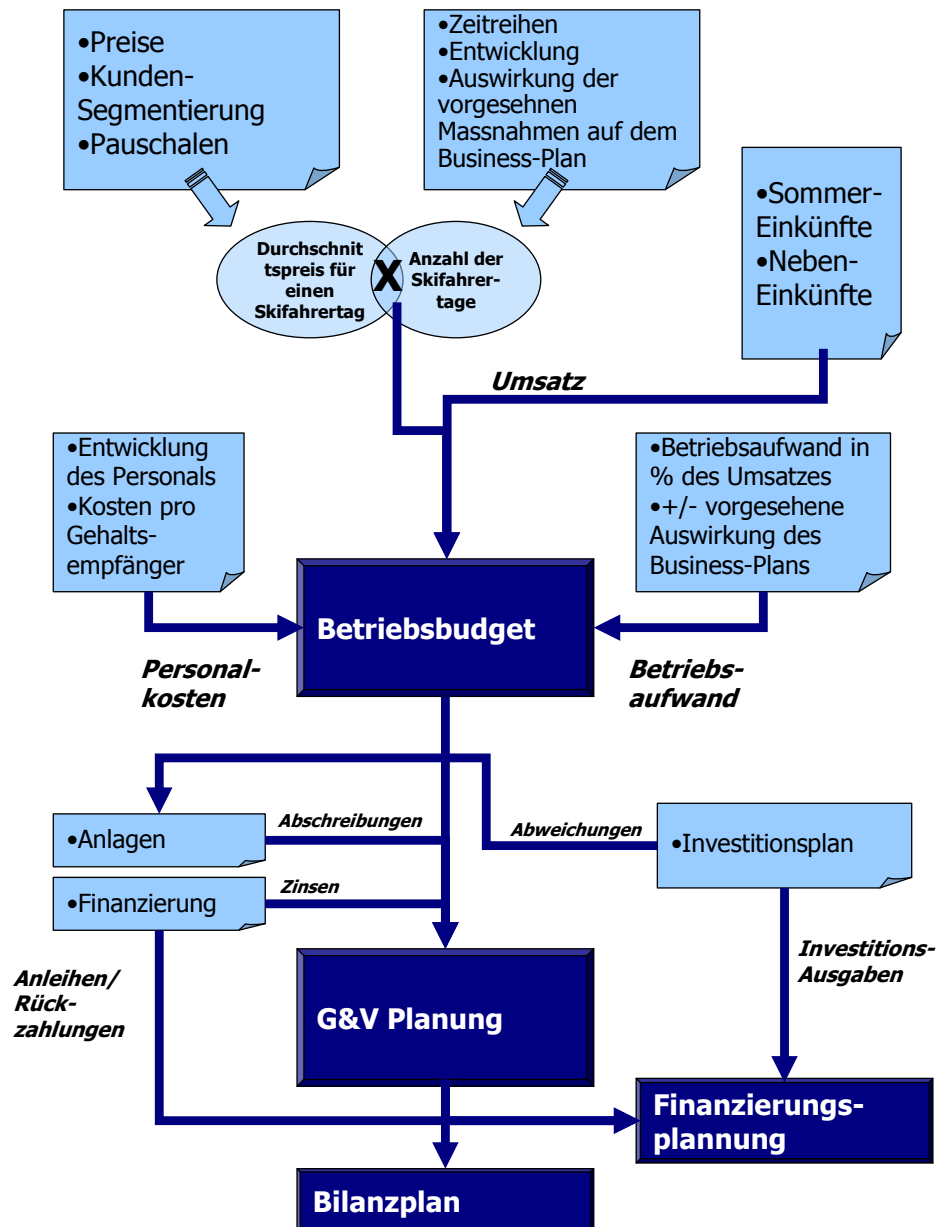 •Preise
•Kunden-
Segmentierung
•Pauschalen
•Zeitreihen
•Entwicklung
•Auswirkung der
vorgesehnen
Massnahmen auf dem
Business-Plan
•Sommer-
Einkünfte
•Neben-
Einkünfte
Durchschnit
tspreis für
einen
Skifahrertag
X
Anzahl der
Skifahrer-
tage
Umsatz
•Entwicklung
des Personals
•Kosten pro
Gehalts-
empfänger
•Betriebsaufwand in
% des Umsatzes
•+/- vorgesehene
Auswirkung des
Business-Plans
Betriebsbudget
Personal-
kosten
Betriebs-
aufwand
•Anlagen
Abschreibungen
Abweichungen
•Investitionsplan
•Finanzierung
Zinsen
Anleihen/
Rück-
zahlungen
Investitions-
Ausgaben
G&V Planung
Finanzierungs-
plannung
Bilanzplan